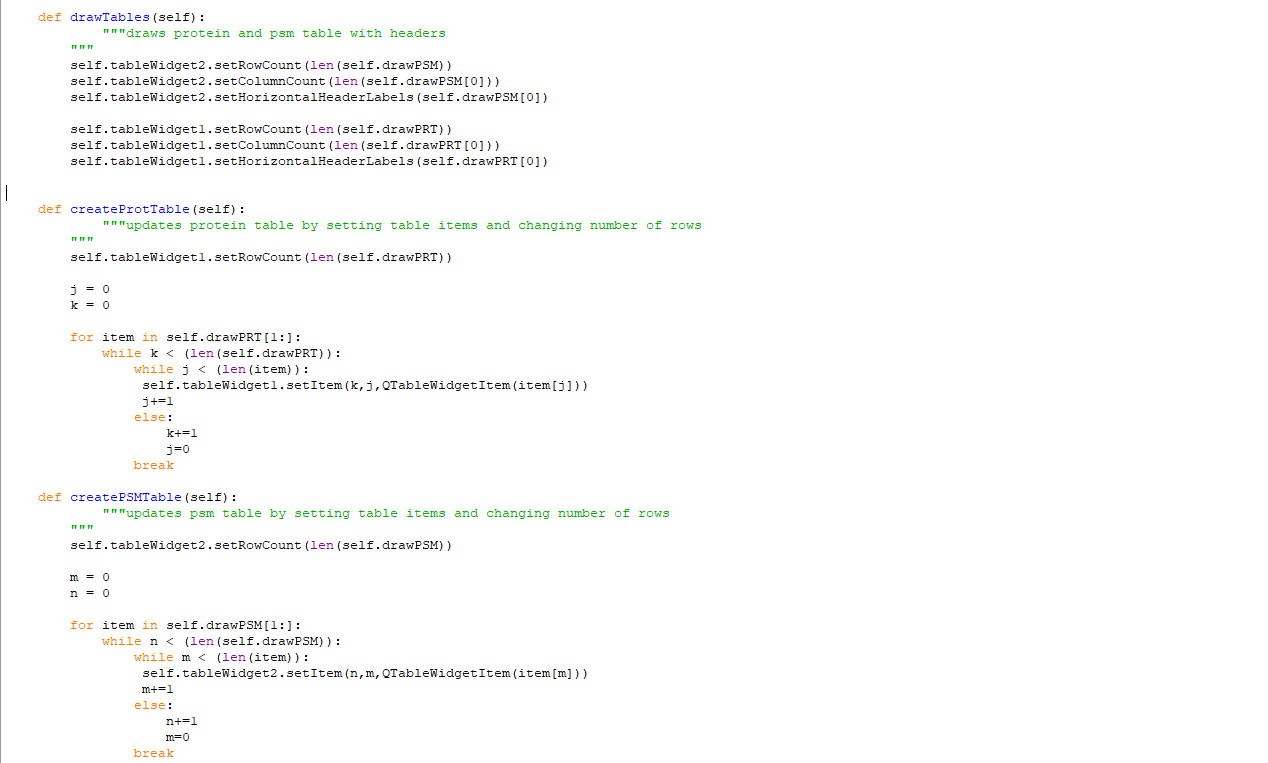 def drawTables(self):
"""draws protein and psm table with headers
"""
self.tableWidget2.setRowCount(len(self.drawPSM))
self.tableWidget2.setColumnCount(len(self.drawPSM[0]))
self.tableWidget2.setHorizontalHeaderLabels(self.drawPSM[0])
self.tableWidget1.setRowCount(len(self.drawPRT))
self.tableWidget1.setColumnCount(len(self.drawPRT[0]))
self.tableWidget1.setHorizontalHeaderLabels(self.drawPRT[0])
def createProtTable(self):
"""updates protein table by setting table items and changing number of rows
"""
self.tableWidget1.setRowCount(len(self.drawPRT))
j = 0
k = 0
for item in self.drawPRT[1:]:
while k < (len(self.drawPRT)):
while j < (len(item)):
self.tableWidget1.setItem(k,j,QTableWidgetItem(item[j]))
j+=1
else:
k+=1
j=0
break
def createPSMTable(self):
"""updates psm table by setting table items and changing number of rows
"""
self.tableWidget2.setRowCount(len(self.drawPSM))
m = 0
n = 0
for item in self.drawPSM[1:]:
while n < (len(self.drawPSM)):
while m < (len(item)):
self.tableWidget2.setItem(n,m,QTableWidgetItem(item[m]))
m+=1
else:
n+=1
m=0
break